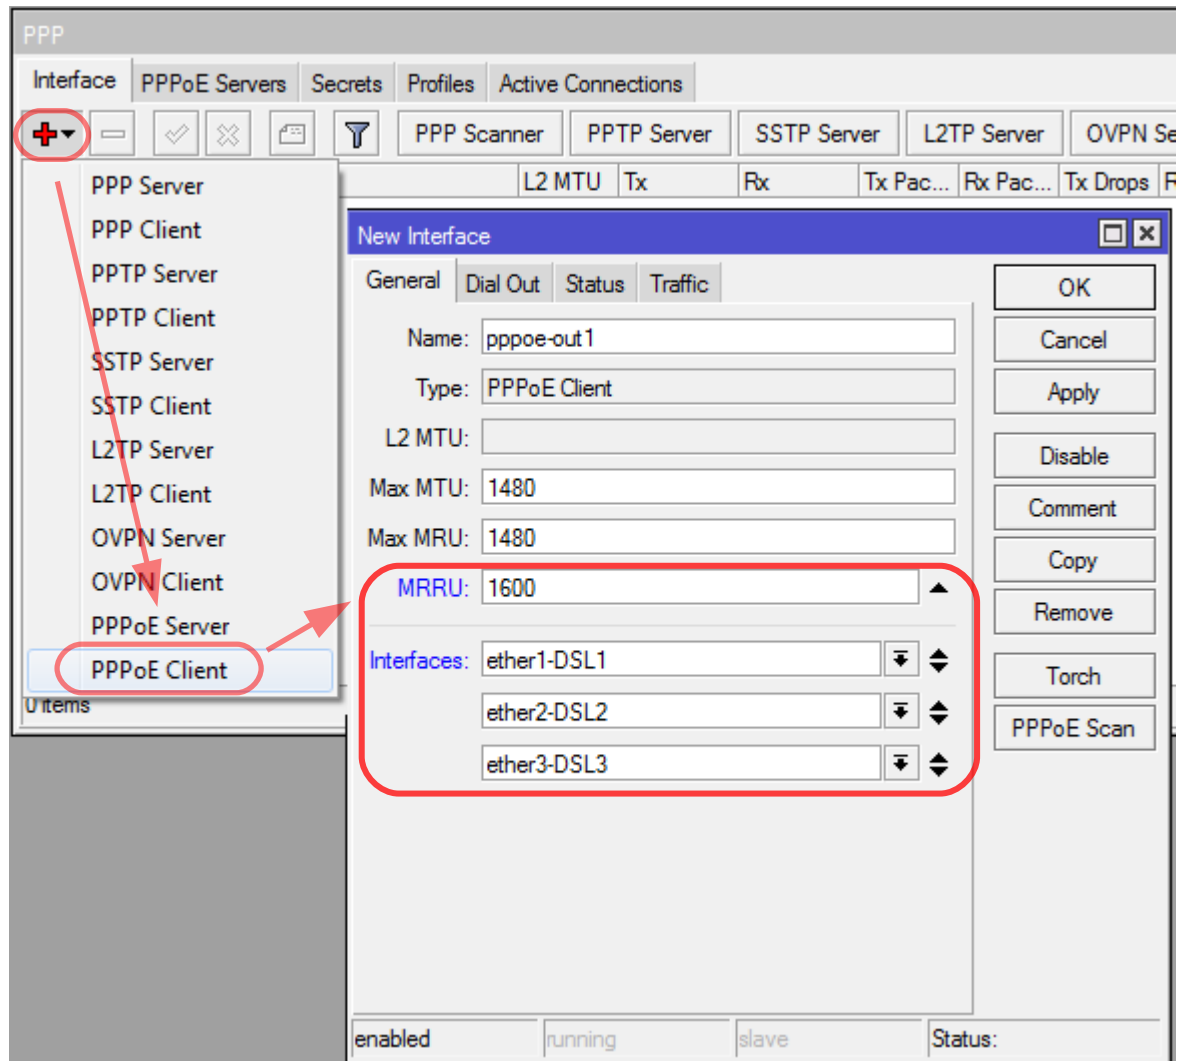 PPP
Interface PPPoE Servers Secrets Profiles Active Connections
PPP Scanner PPTP Server SSTP Server L2TP Server OVPN Se
L2 MTU Tx Rx Tx Pac... Rx Pac... Tx Drops R
PPP Server
PPP Client
PPTP Server
PPTP Client
SSTP Server
SSTP Client
L2TP Server
L2TP Client
OVPN Server
OVPN Client
PPPoE Server
PPPoE Client
0 items
New Interface
General Dial Out Status Traffic
Name: pppoe-out1
Type: PPPoE Client
L2 MTU:
Max MTU: 1480
Max MRU: 1480
MRRU: 1600
Interfaces: ether1-DSL1
ether2-DSL2
ether3-DSL3
OK
Cancel
Apply
Disable
Comment
Copy
Remove
Torch
PPPoE Scan
enabled running slave Status: